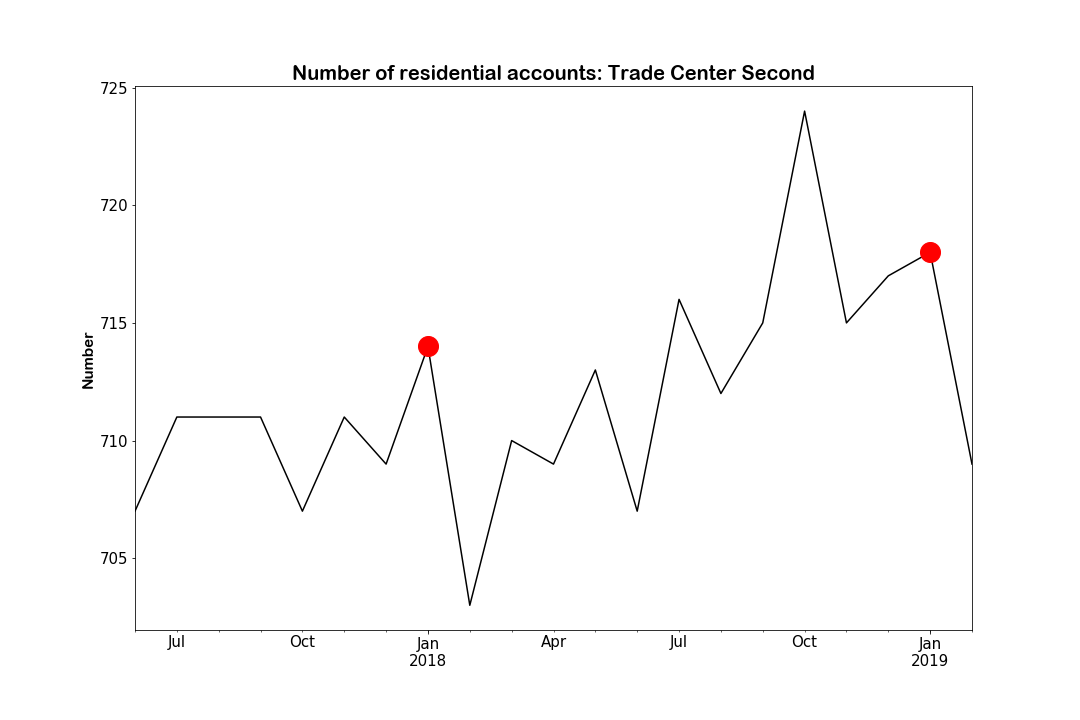 Number of residential accounts: Trade Center Second
725
720
715
710
705
Number
Jul
Oct
Jan
2018
Apr
Jul
Oct
Jan
2019